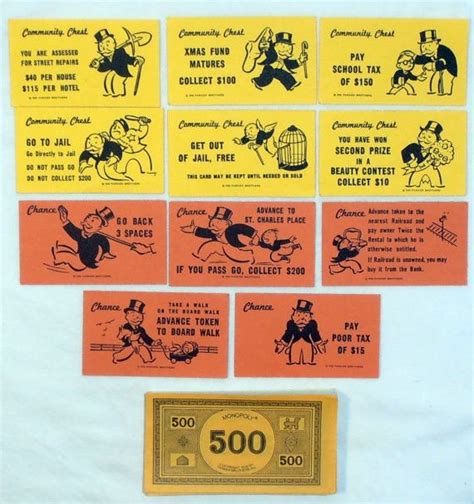 Community Chest
YOU ARE ASSESSED
FOR STREET REPAIRS
$40 PER HOUSE
$115 PER HOTEL
Community Chest
XMAS FUND
MATURES
COLLECT $100
Community Chest
PAY
SCHOOL TAX
OF $150
Community Chest
GO TO JAIL
Go Directly to Jail
DO NOT PASS GO
DO NOT COLLECT $200
Community Chest
GET OUT
OF JAIL, FREE
THIS CARD MAY BE KEPT UNTIL NEEDED OR SOLD
Community Chest
YOU HAVE WON
SECOND PRIZE
IN A
BEAUTY CONTEST
COLLECT $10
Chance
GO BACK
3 SPACES
Chance
ADVANCE TO
ST. CHARLES PLACE
IF YOU PASS GO, COLLECT $200
Chance
Advance token to the
nearest Railroad and
pay owner Twice the
Rental to which he is
otherwise entitled.
If Railroad is unowned, you may
buy it from the Bank.
Chance
TAKE A WALK
ON THE BOARD WALK
ADVANCE TOKEN
TO BOARD WALK
Chance
PAY
POOR TAX
OF $15
500
MONOPOLY
500
500
500